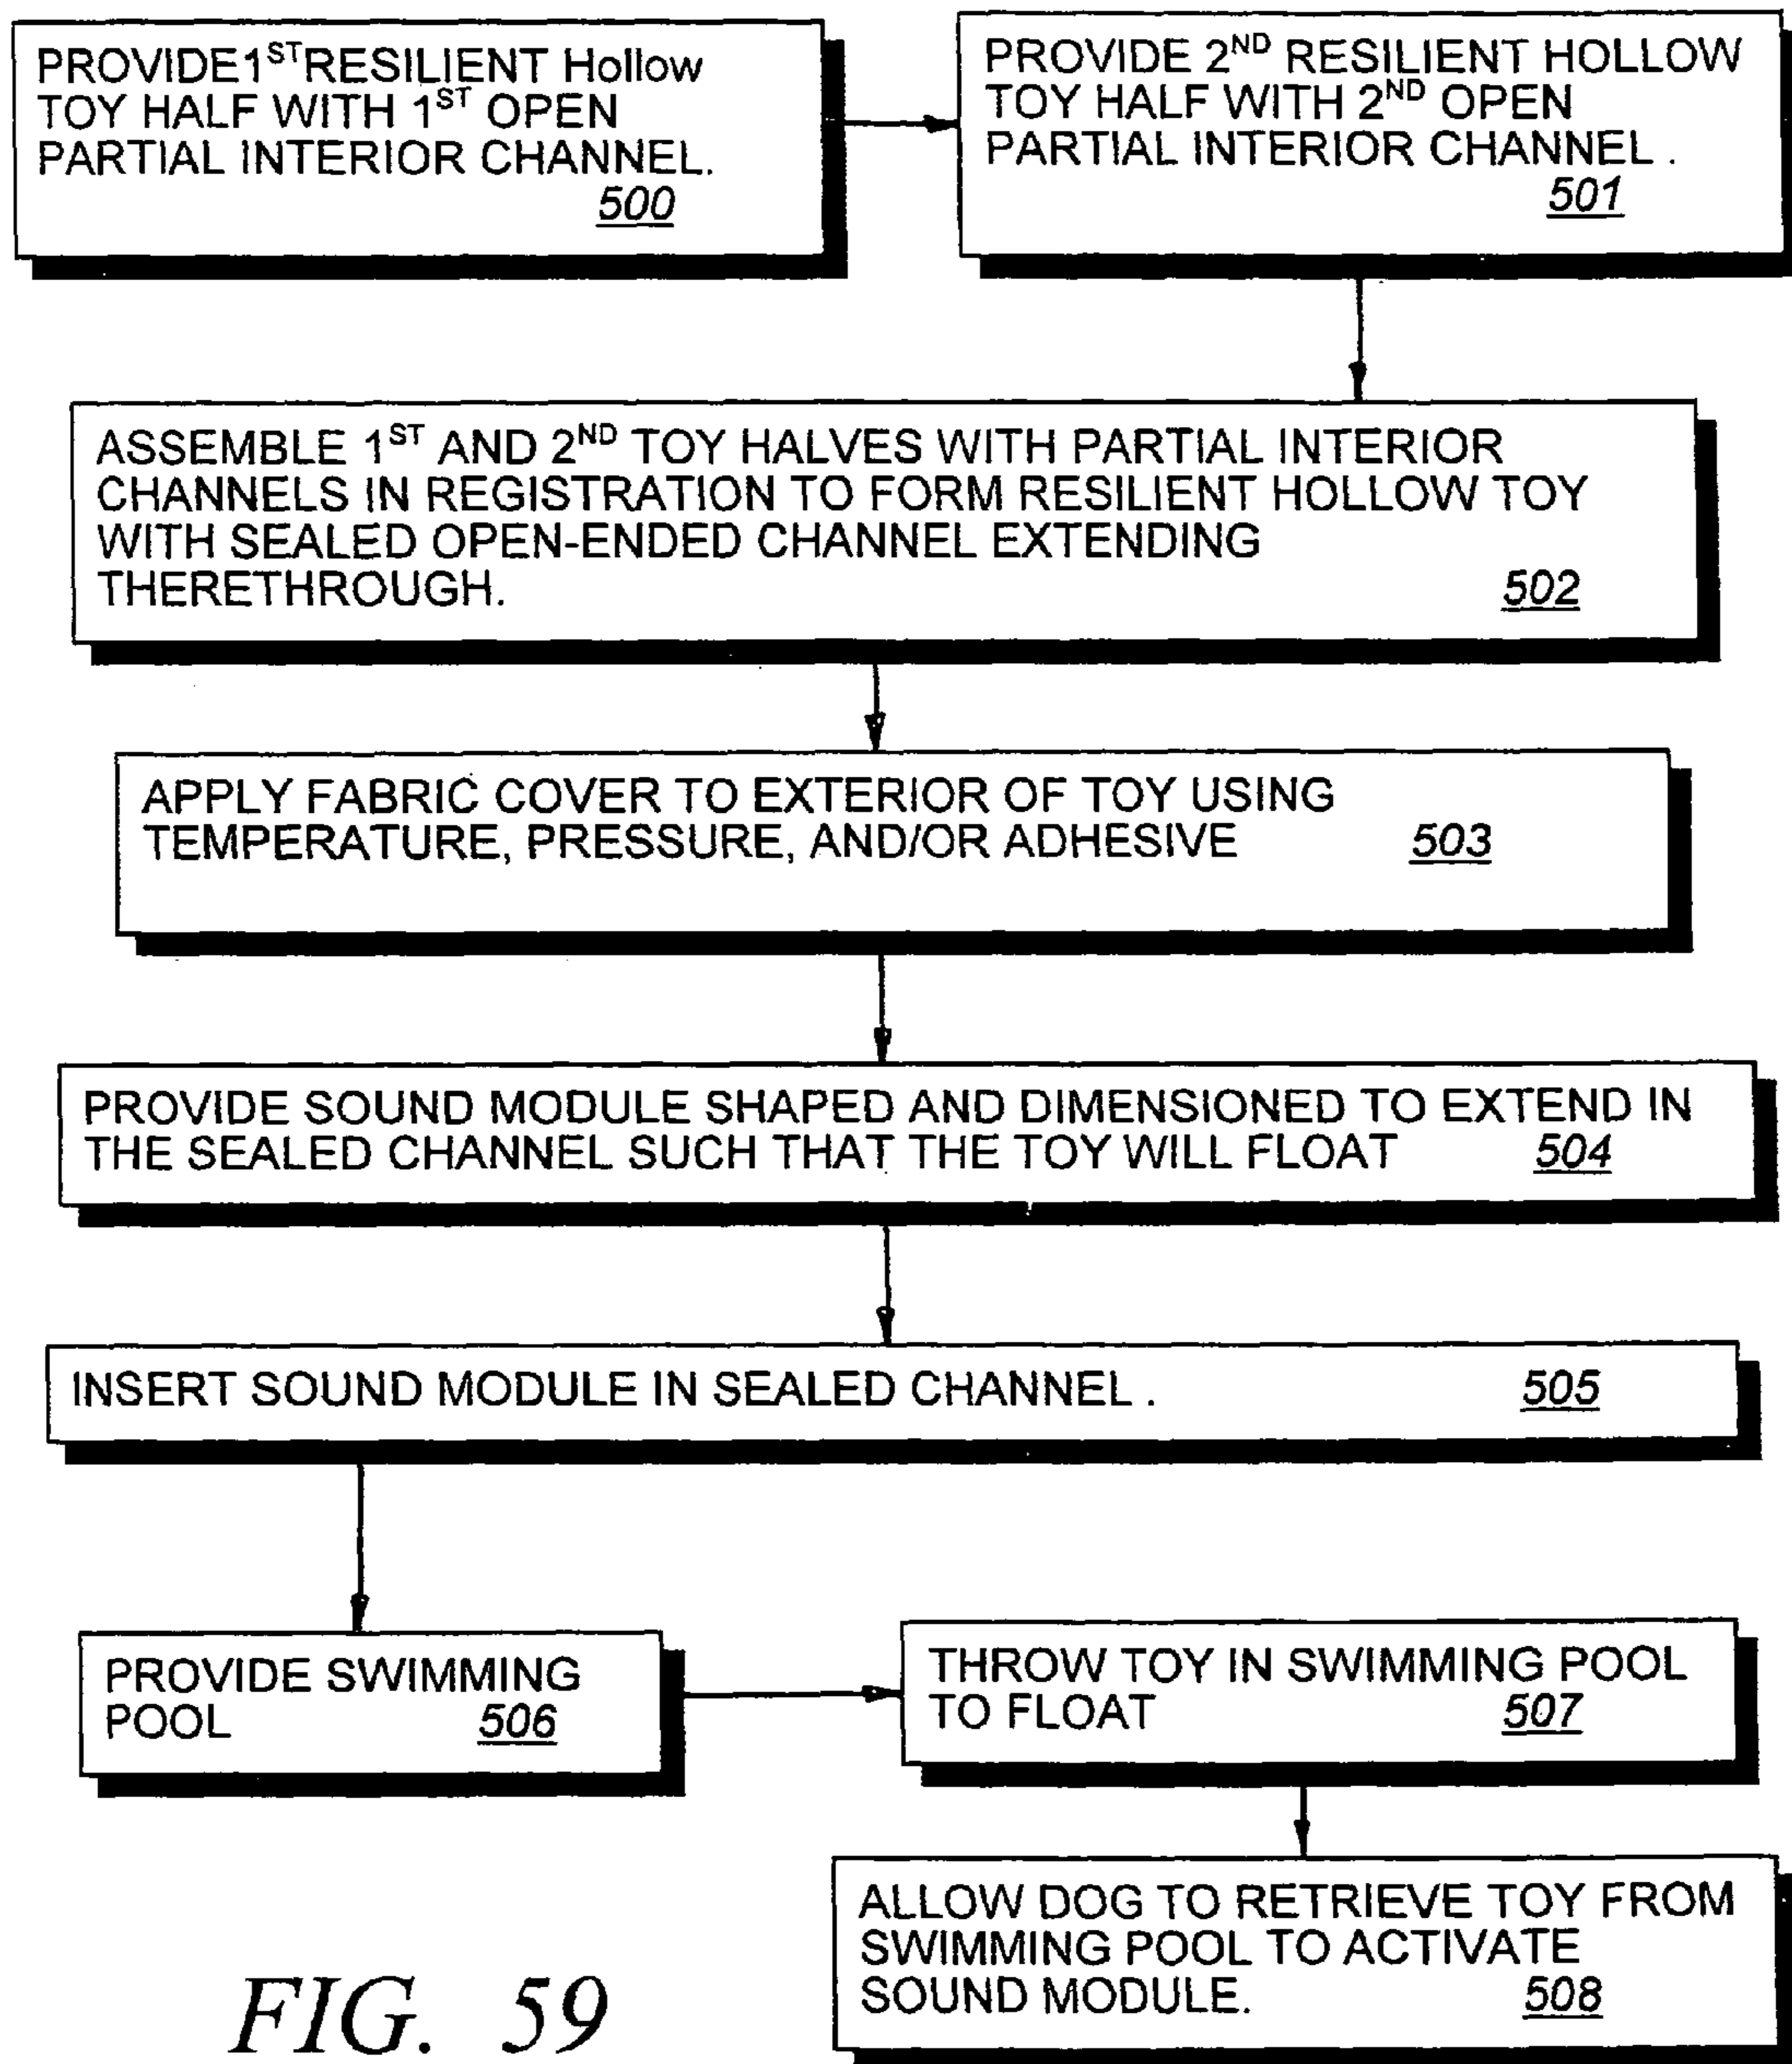 PROVIDE 1ST RESILIENT Hollow
TOY HALF WITH 1ST OPEN
PARTIAL INTERIOR CHANNEL.
500
PROVIDE 2ND RESILIENT HOLLOW
TOY HALF WITH 2ND OPEN
PARTIAL INTERIOR CHANNEL .
501
ASSEMBLE 1ST AND 2ND TOY HALVES WITH PARTIAL INTERIOR
CHANNELS IN REGISTRATION TO FORM RESILIENT HOLLOW TOY
WITH SEALED OPEN-ENDED CHANNEL EXTENDING
THERETHROUGH. 502
APPLY FABRIC COVER TO EXTERIOR OF TOY USING
TEMPERATURE, PRESSURE, AND/OR ADHESIVE 503
PROVIDE SOUND MODULE SHAPED AND DIMENSIONED TO EXTEND IN
THE SEALED CHANNEL SUCH THAT THE TOY WILL FLOAT 504
INSERT SOUND MODULE IN SEALED CHANNEL . 505
PROVIDE SWIMMING
POOL 506
THROW TOY IN SWIMMING POOL
TO FLOAT 507
ALLOW DOG TO RETRIEVE TOY FROM
SWIMMING POOL TO ACTIVATE
SOUND MODULE. 508
FIG. 59